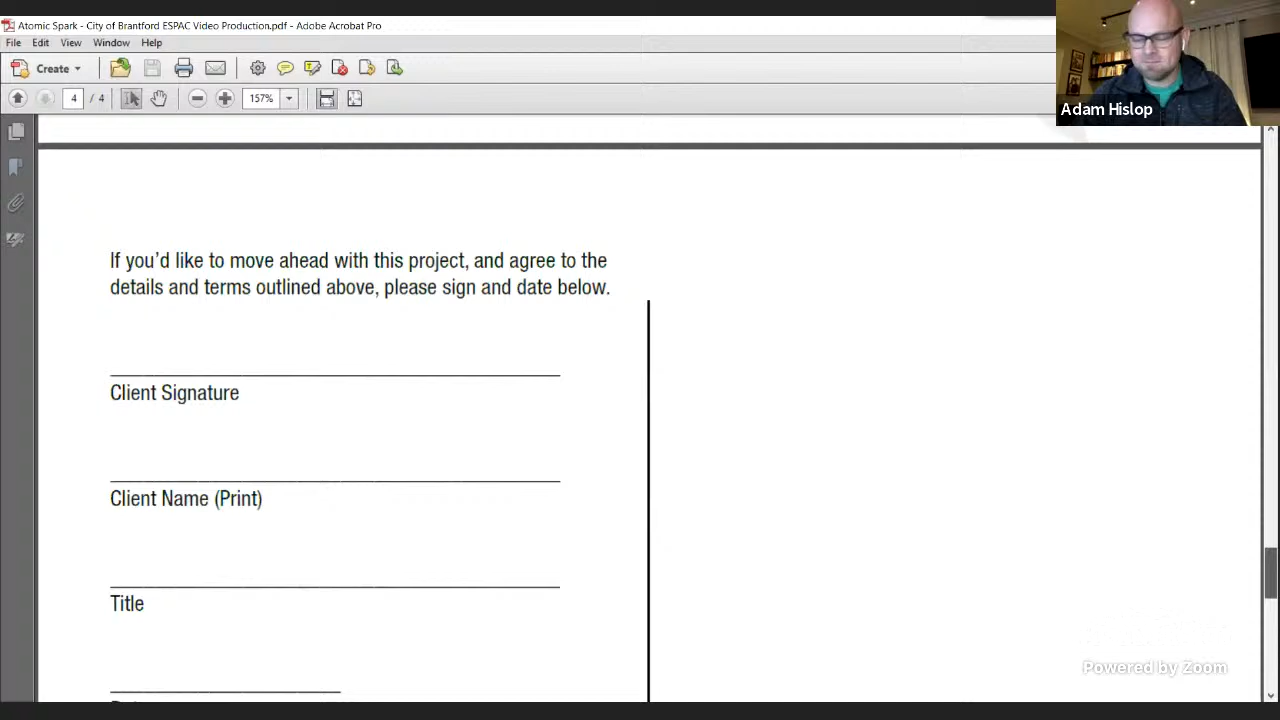 Atomic Spark - City of Brantford ESPAC Video Production.pdf - Adobe Acrobat Pro
File Edit View Window Help
Create
4 / 4 157%
Adam Hislop
If you'd like to move ahead with this project, and agree to the
details and terms outlined above, please sign and date below.
Client Signature
Client Name (Print)
Title
Powered by Zoom